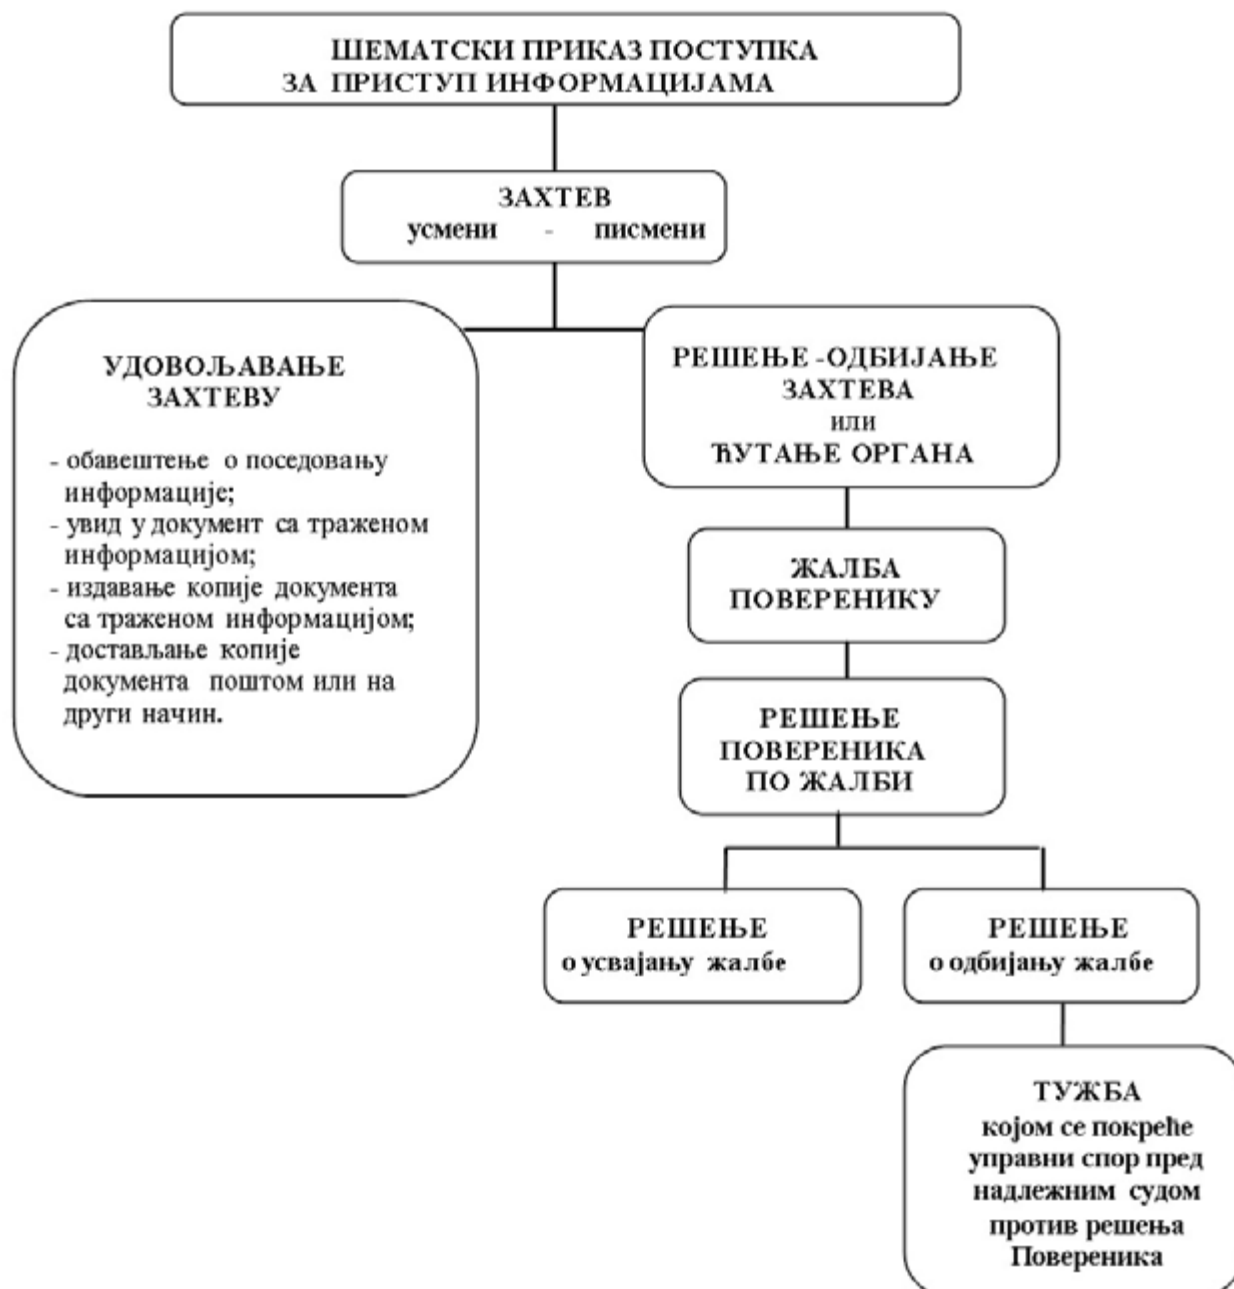 ШЕМАТСКИ ПРИКАЗ ПОСТУПКА
ЗА ПРИСТУП ИНФОРМАЦИЈАМА
ЗАХТЕВ
усмени - писмени
УДОВОЉАВАЊЕ
ЗАХТЕВУ
- обавештење о поседовању
информације;
- увид у документ са траженом
информацијом;
- издавање копије документа
са траженом информацијом;
- достављање копије
документа поштом или на
други начин.
РЕШЕЊЕ -ОДБИЈАЊЕ
ЗАХТЕВА
или
ЋУТАЊЕ ОРГАНА
ЖАЛБА
ПОВЕРЕНИКУ
РЕШЕЊЕ
ПОВЕРЕНИКА
ПО ЖАЛБИ
РЕШЕЊЕ
о усвајању жалбе
РЕШЕЊЕ
о одбијању жалбе
ТУЖБА
којом се покреће
управни спор пред
надлежним судом
против решења
Повереника